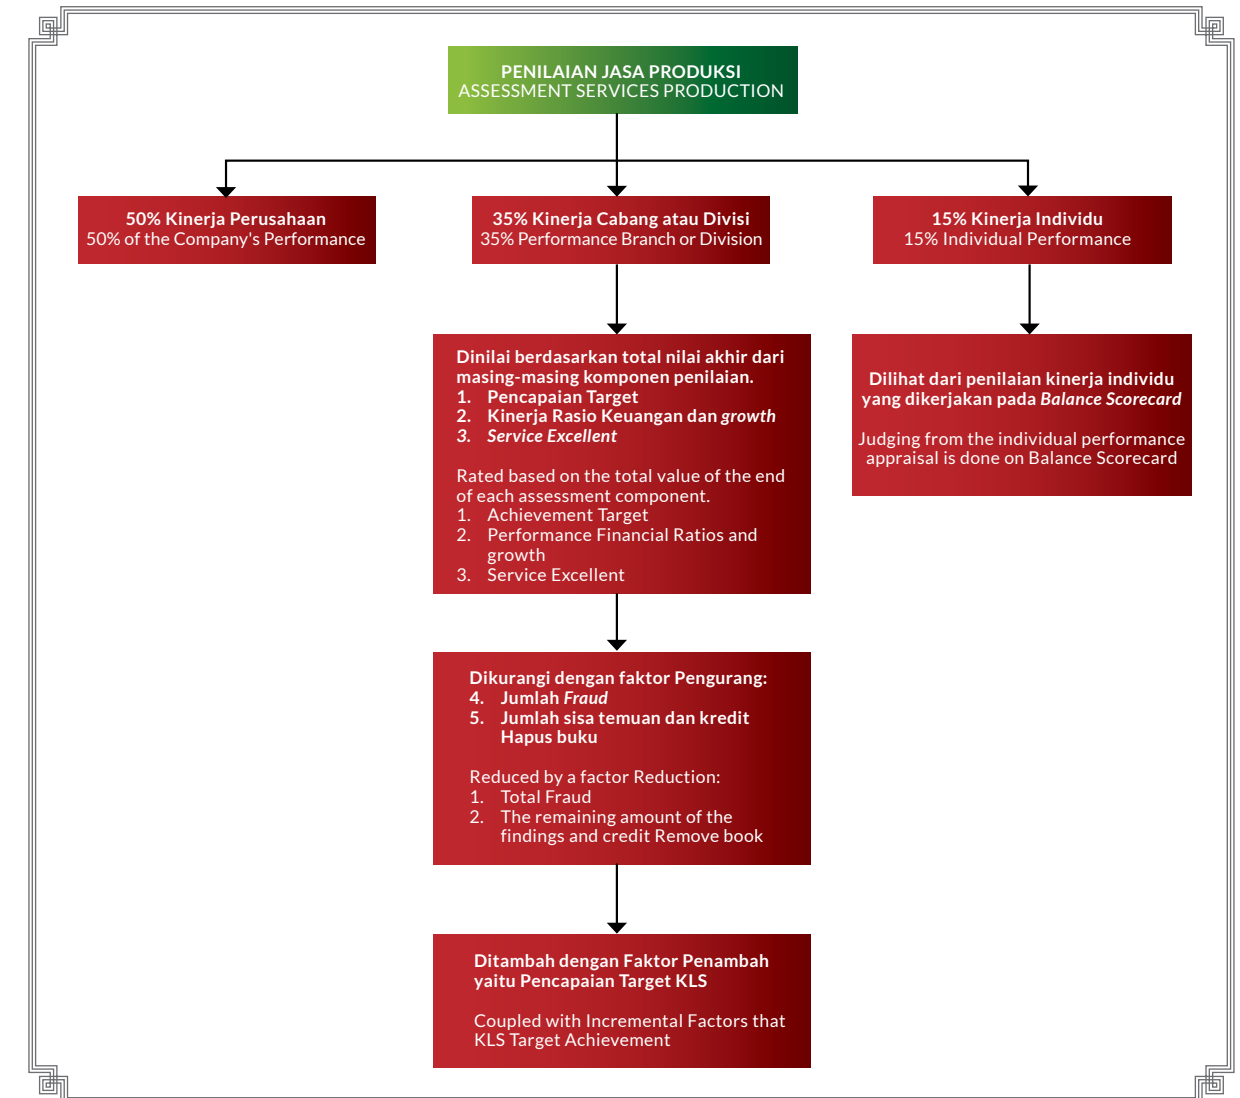 PENILAIAN JASA PRODUKSI
ASSESSMENT SERVICES PRODUCTION
50% Kinerja Perusahaan
50% of the Company's Performance
35% Kinerja Cabang atau Divisi
35% Performance Branch or Division
15% Kinerja Individu
15% Individual Performance
Dinilai berdasarkan total nilai akhir dari
masing-masing komponen penilaian.
1. Pencapaian Target
2. Kinerja Rasio Keuangan dan growth
3. Service Excellent
Rated based on the total value of the end
of each assessment component.
1. Achievement Target
2. Performance Financial Ratios and
growth
3. Service Excellent
Dilihat dari penilaian kinerja individu
yang dikerjakan pada Balance Scorecard
Judging from the individual performance
appraisal is done on Balance Scorecard
Dikurangi dengan faktor Pengurang:
4. Jumlah Fraud
5. Jumlah sisa temuan dan kredit
Hapus buku
Reduced by a factor Reduction:
1. Total Fraud
2. The remaining amount of the
findings and credit Remove book
Ditambah dengan Faktor Penambah
yaitu Pencapaian Target KLS
Coupled with Incremental Factors that
KLS Target Achievement